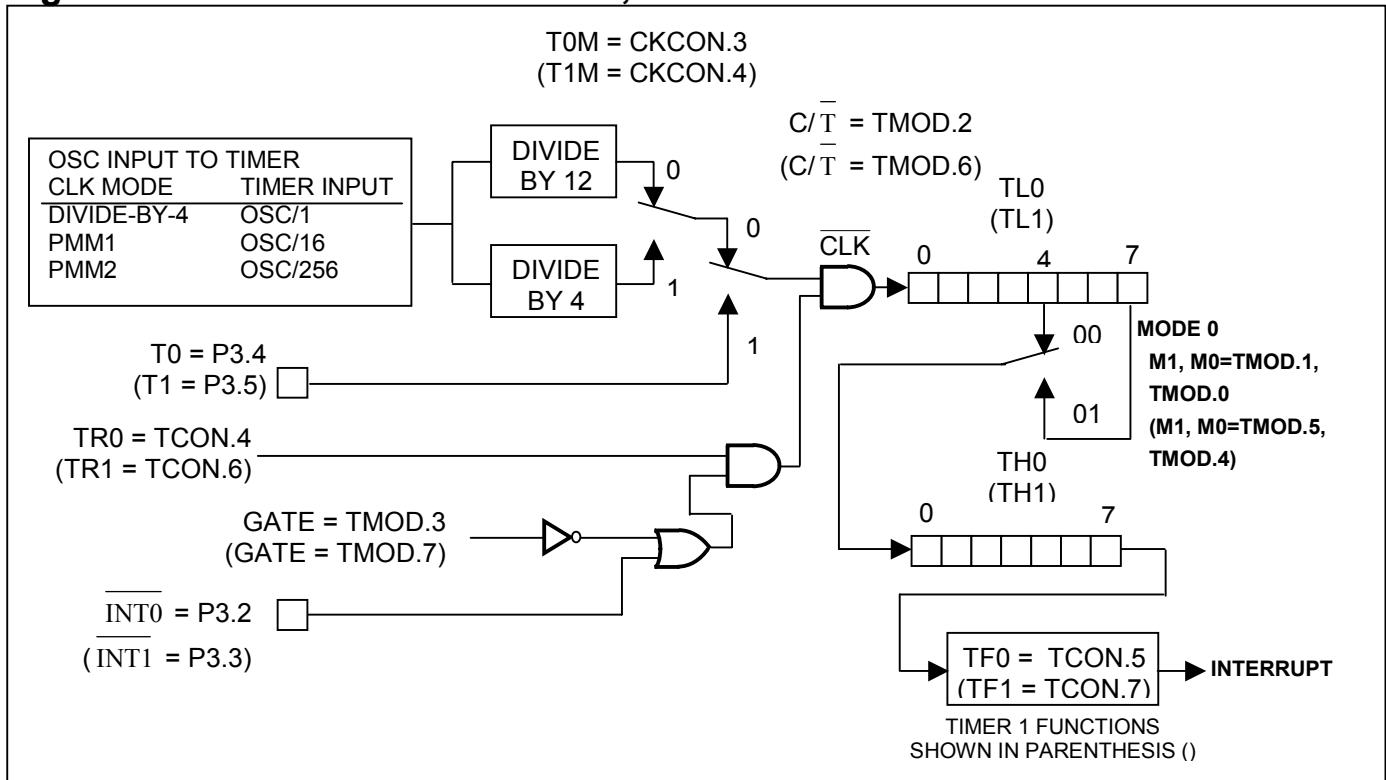 T0M = CKCON.3
(T1M = CKCON.4)
C/T̅ = TMOD.2
(C/T̅ = TMOD.6)
OSC INPUT TO TIMER
CLK MODE TIMER INPUT
DIVIDE-BY-4 OSC/1
PMM1 OSC/16
PMM2 OSC/256
DIVIDE
BY 12
0
DIVIDE
BY 4
1
0
1
C̅L̅K̅
TL0
(TL1)
0 4 7
T0 = P3.4
(T1 = P3.5)
00
01
MODE 0
M1, M0=TMOD.1,
TMOD.0
(M1, M0=TMOD.5,
TMOD.4)
TR0 = TCON.4
(TR1 = TCON.6)
TH0
(TH1)
0 7
GATE = TMOD.3
(GATE = TMOD.7)
I̅N̅T̅0̅ = P3.2
(I̅N̅T̅1̅ = P3.3)
TF0 = TCON.5
(TF1 = TCON.7)
INTERRUPT
TIMER 1 FUNCTIONS
SHOWN IN PARENTHESIS ()